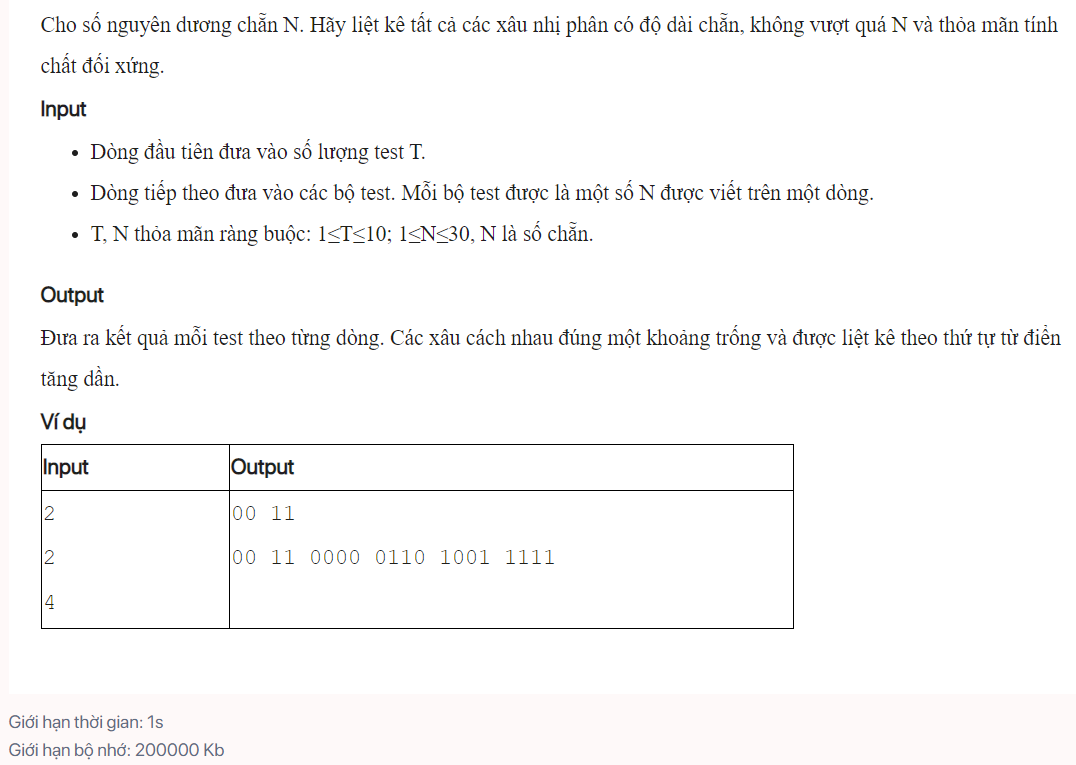 Cho số nguyên dương chẵn N. Hãy liệt kê tất cả các xâu nhị phân có độ dài chẵn, không vượt quá N và thỏa mãn tính
chất đối xứng.
Input
• Dòng đầu tiên đưa vào số lượng test T.
• Dòng tiếp theo đưa vào các bộ test. Mỗi bộ test được là một số N được viết trên một dòng.
• T, N thỏa mãn ràng buộc: 1≤T≤10; 1≤N≤30, N là số chẵn.
Output
Đưa ra kết quả mỗi test theo từng dòng. Các xâu cách nhau đúng một khoảng trống và được liệt kê theo thứ tự từ điển
tăng dần.
Ví dụ
Input Output
2 00 11
2 00 11 0000 0110 1001 1111
4
Giới hạn thời gian: 1s
Giới hạn bộ nhớ: 200000 Kb